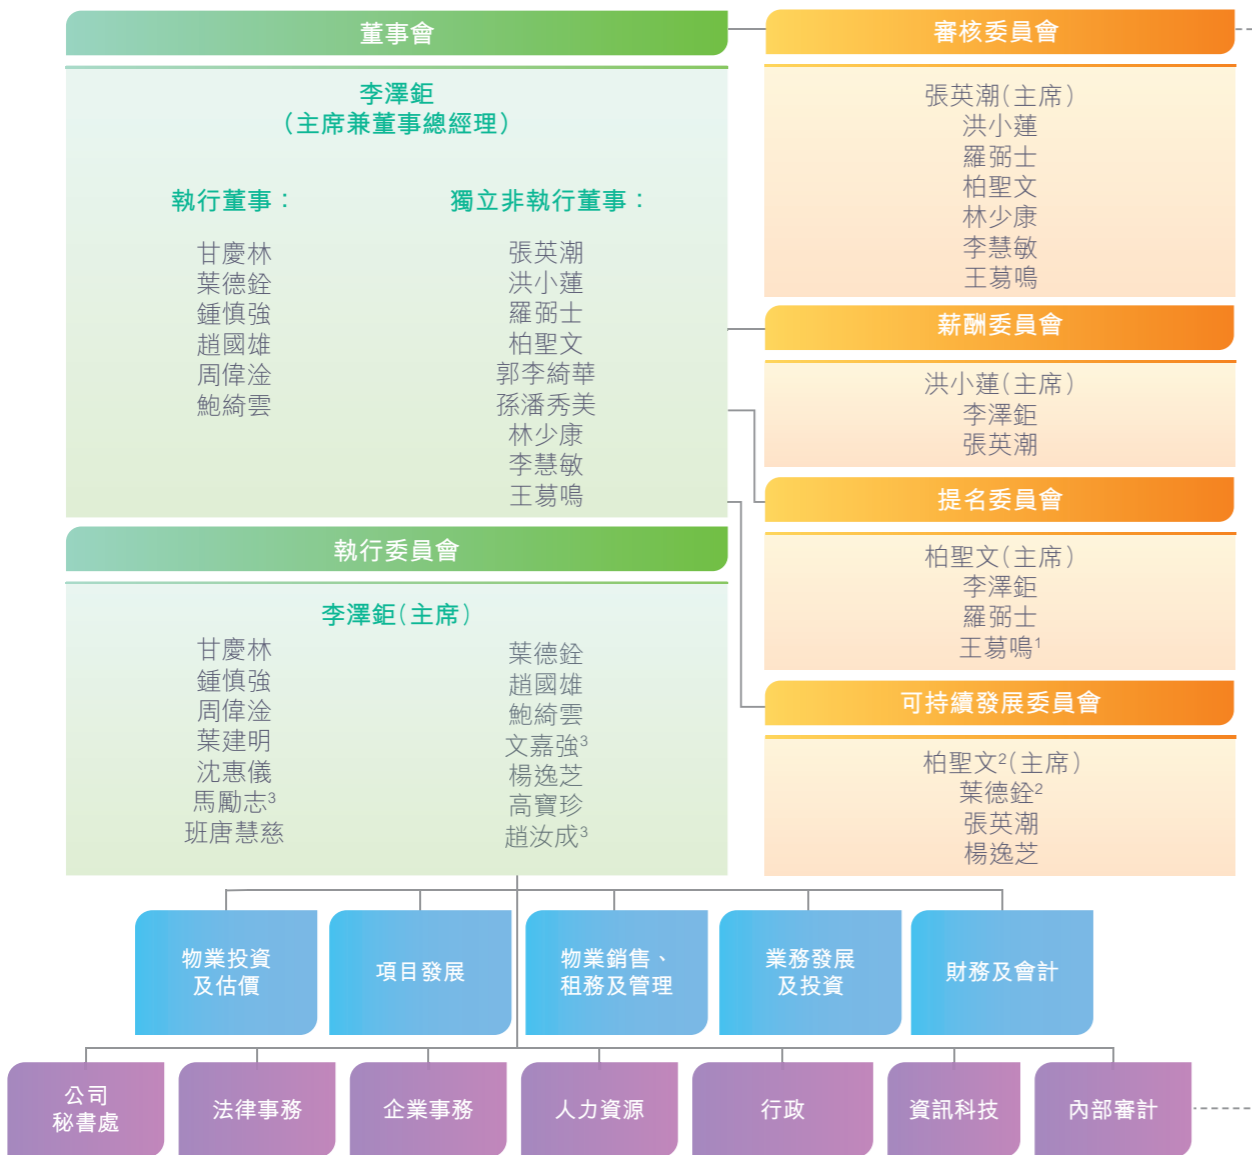 董事會
李澤鉅
（主席兼董事總經理）
執行董事：
甘慶林
葉德銓
鍾慎強
趙國雄
周偉淦
鮑綺雲
獨立非執行董事：
張英潮
洪小蓮
羅弼士
柏聖文
郭李綺華
孫潘秀美
林少康
李慧敏
王䓪鳴
執行委員會
李澤鉅（主席）
甘慶林
鍾慎強
周偉淦
葉建明
沈惠儀
馬勵志3
班唐慧慈
葉德銓
趙國雄
鮑綺雲
文嘉強3
楊逸芝
高寶珍
趙汝成3
審核委員會
張英潮（主席）
洪小蓮
羅弼士
柏聖文
林少康
李慧敏
王䓪鳴
薪酬委員會
洪小蓮（主席）
李澤鉅
張英潮
提名委員會
柏聖文（主席）
李澤鉅
羅弼士
王䓪鳴1
可持續發展委員會
柏聖文2（主席）
葉德銓2
張英潮
楊逸芝
物業投資
及估價
項目發展
物業銷售、
租務及管理
業務發展
及投資
財務及會計
公司
秘書處
法律事務
企業事務
人力資源
行政
資訊科技
內部審計